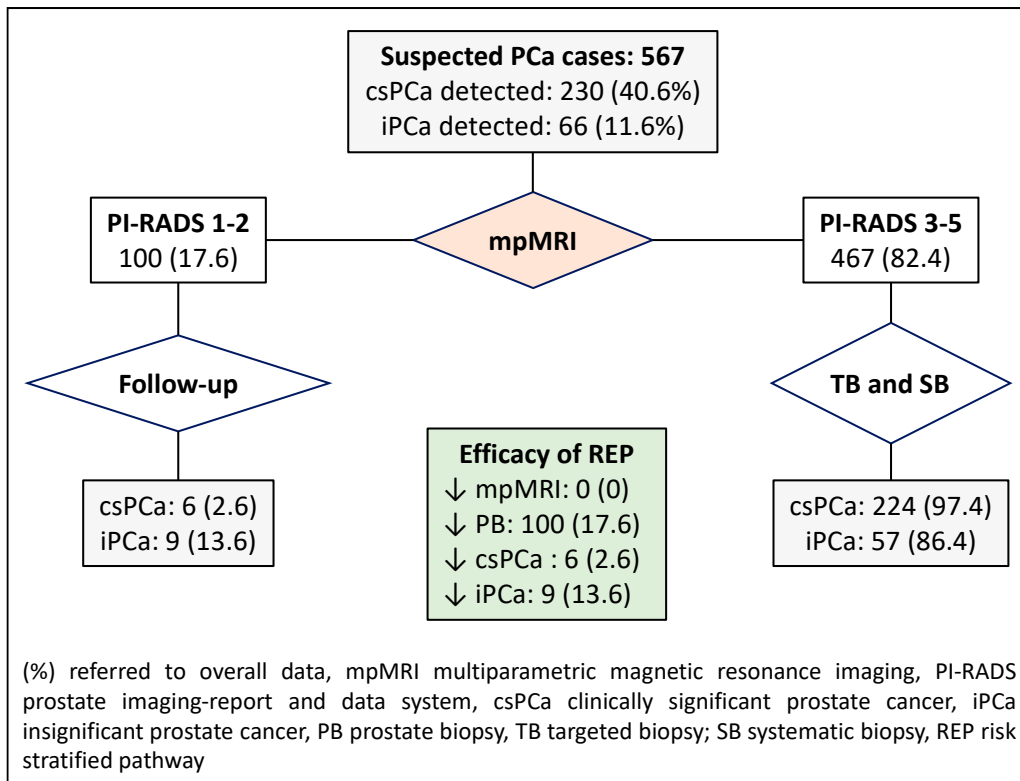 Suspected PCa cases: 567
csPCa detected: 230 (40.6%)
iPCa detected: 66 (11.6%)
PI-RADS 1-2
100 (17.6)
mpMRI
PI-RADS 3-5
467 (82.4)
Follow-up
TB and SB
Efficacy of REP
↓ mpMRI: 0 (0)
↓ PB: 100 (17.6)
↓ csPCa : 6 (2.6)
↓ iPCa: 9 (13.6)
csPCa: 6 (2.6)
iPCa: 9 (13.6)
csPCa: 224 (97.4)
iPCa: 57 (86.4)
(%) referred to overall data, mpMRI multiparametric magnetic resonance imaging, PI-RADS
prostate imaging-report and data system, csPCa clinically significant prostate cancer, iPCa
insignificant prostate cancer, PB prostate biopsy, TB targeted biopsy; SB systematic biopsy, REP risk
stratified pathway